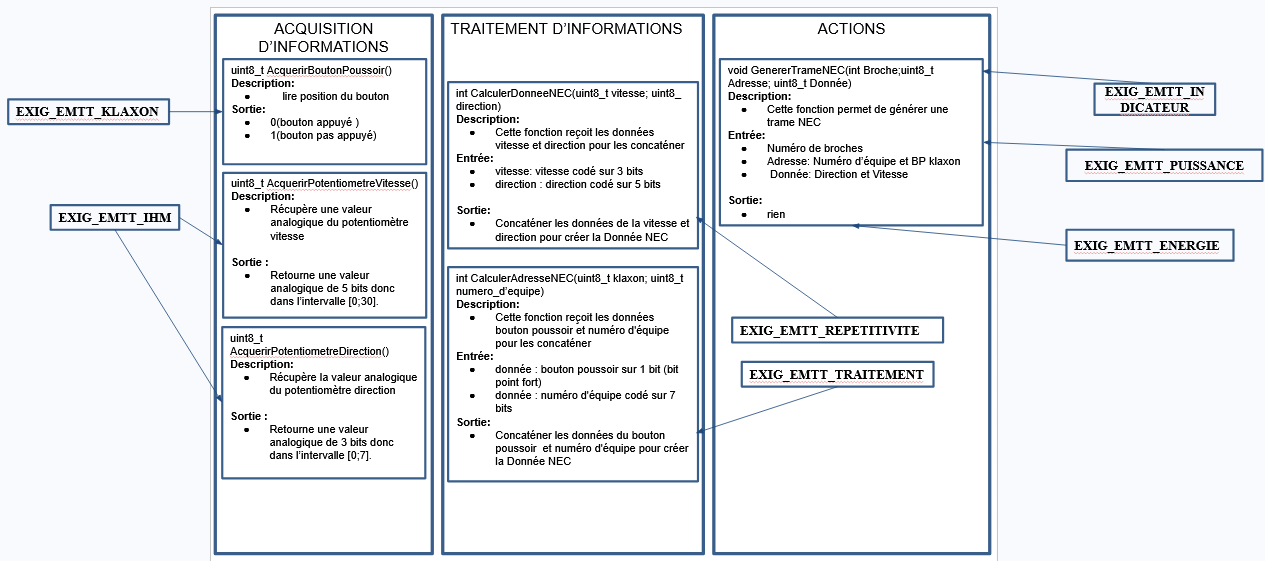 ACQUISITION
D'INFORMATIONS
uint8_t AcquerirBoutonPoussoir()
Description:
● lire position du bouton
Sortie:
● 0(bouton appuyé )
● 1(bouton pas appuyé)
uint8_t AcquerirPotentiometreVitesse()
Description:
● Récupère une valeur
analogique du potentiomètre
vitesse
Sortie :
● Retourne une valeur
analogique de 5 bits donc
dans l'intervalle [0;30].
uint8_t
AcquerirPotentiometreDirection()
Description:
● Récupère la valeur analogique
du potentiomètre direction
Sortie :
● Retourne une valeur
analogique de 3 bits donc
dans l'intervalle [0;7].
TRAITEMENT D'INFORMATIONS
int CalculerDonneeNEC(uint8_t vitesse; uint8_
direction)
Description:
● Cette fonction reçoit les données
vitesse et direction pour les concaténer
Entrée:
● vitesse: vitesse codé sur 3 bits
● direction : direction codé sur 5 bits
Sortie:
● Concaténer les données de la vitesse et
direction pour créer la Donnée NEC
int CalculerAdresseNEC(uint8_t klaxon; uint8_t
numero_d'equipe)
Description:
● Cette fonction reçoit les données
bouton poussoir et numéro d'équipe
pour les concaténer
Entrée:
● donnée : bouton poussoir sur 1 bit (bit
point fort)
● donnée : numéro d'équipe codé sur 7
bits
Sortie:
● Concaténer les données du bouton
poussoir et numéro d'équipe pour créer
la Donnée NEC
ACTIONS
void GenererTrameNEC(int Broche;uint8_t
Adresse; uint8_t Donnée)
Description:
● Cette fonction permet de générer une
trame NEC
Entrée:
● Numéro de broches
● Adresse: Numéro d'équipe et BP klaxon
● Donnée: Direction et Vitesse
Sortie:
● rien
EXIG_EMTT_KLAXON
EXIG_EMTT_IHM
EXIG_EMTT_IN
DICATEUR
EXIG_EMTT_PUISSANCE
EXIG_EMTT_ENERGIE
EXIG_EMTT_REPETITIVITE
EXIG_EMTT_TRAITEMENT